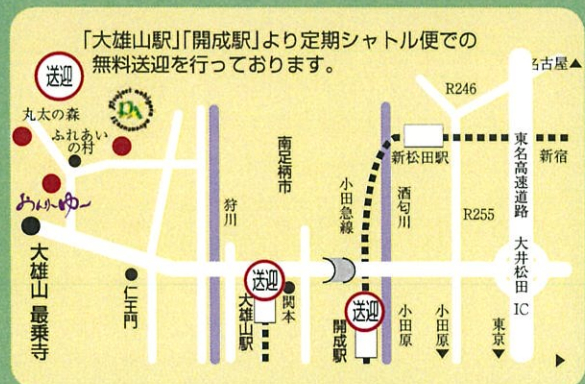 「大雄山駅」「開成駅」より定期シャトル便での
無料送迎を行っております。
送迎
丸太の森
ふれあい
の村
おんりーゆー
大雄山 最乗寺
仁王門
狩川
南足柄市
送迎
大雄山駅
関本
小田急線
送迎
開成駅
酒匂川
新松田駅
小田原
小田原▼
R246
R255
名古屋▲
東名高速道路
大井松田
IC
新宿
東京▼